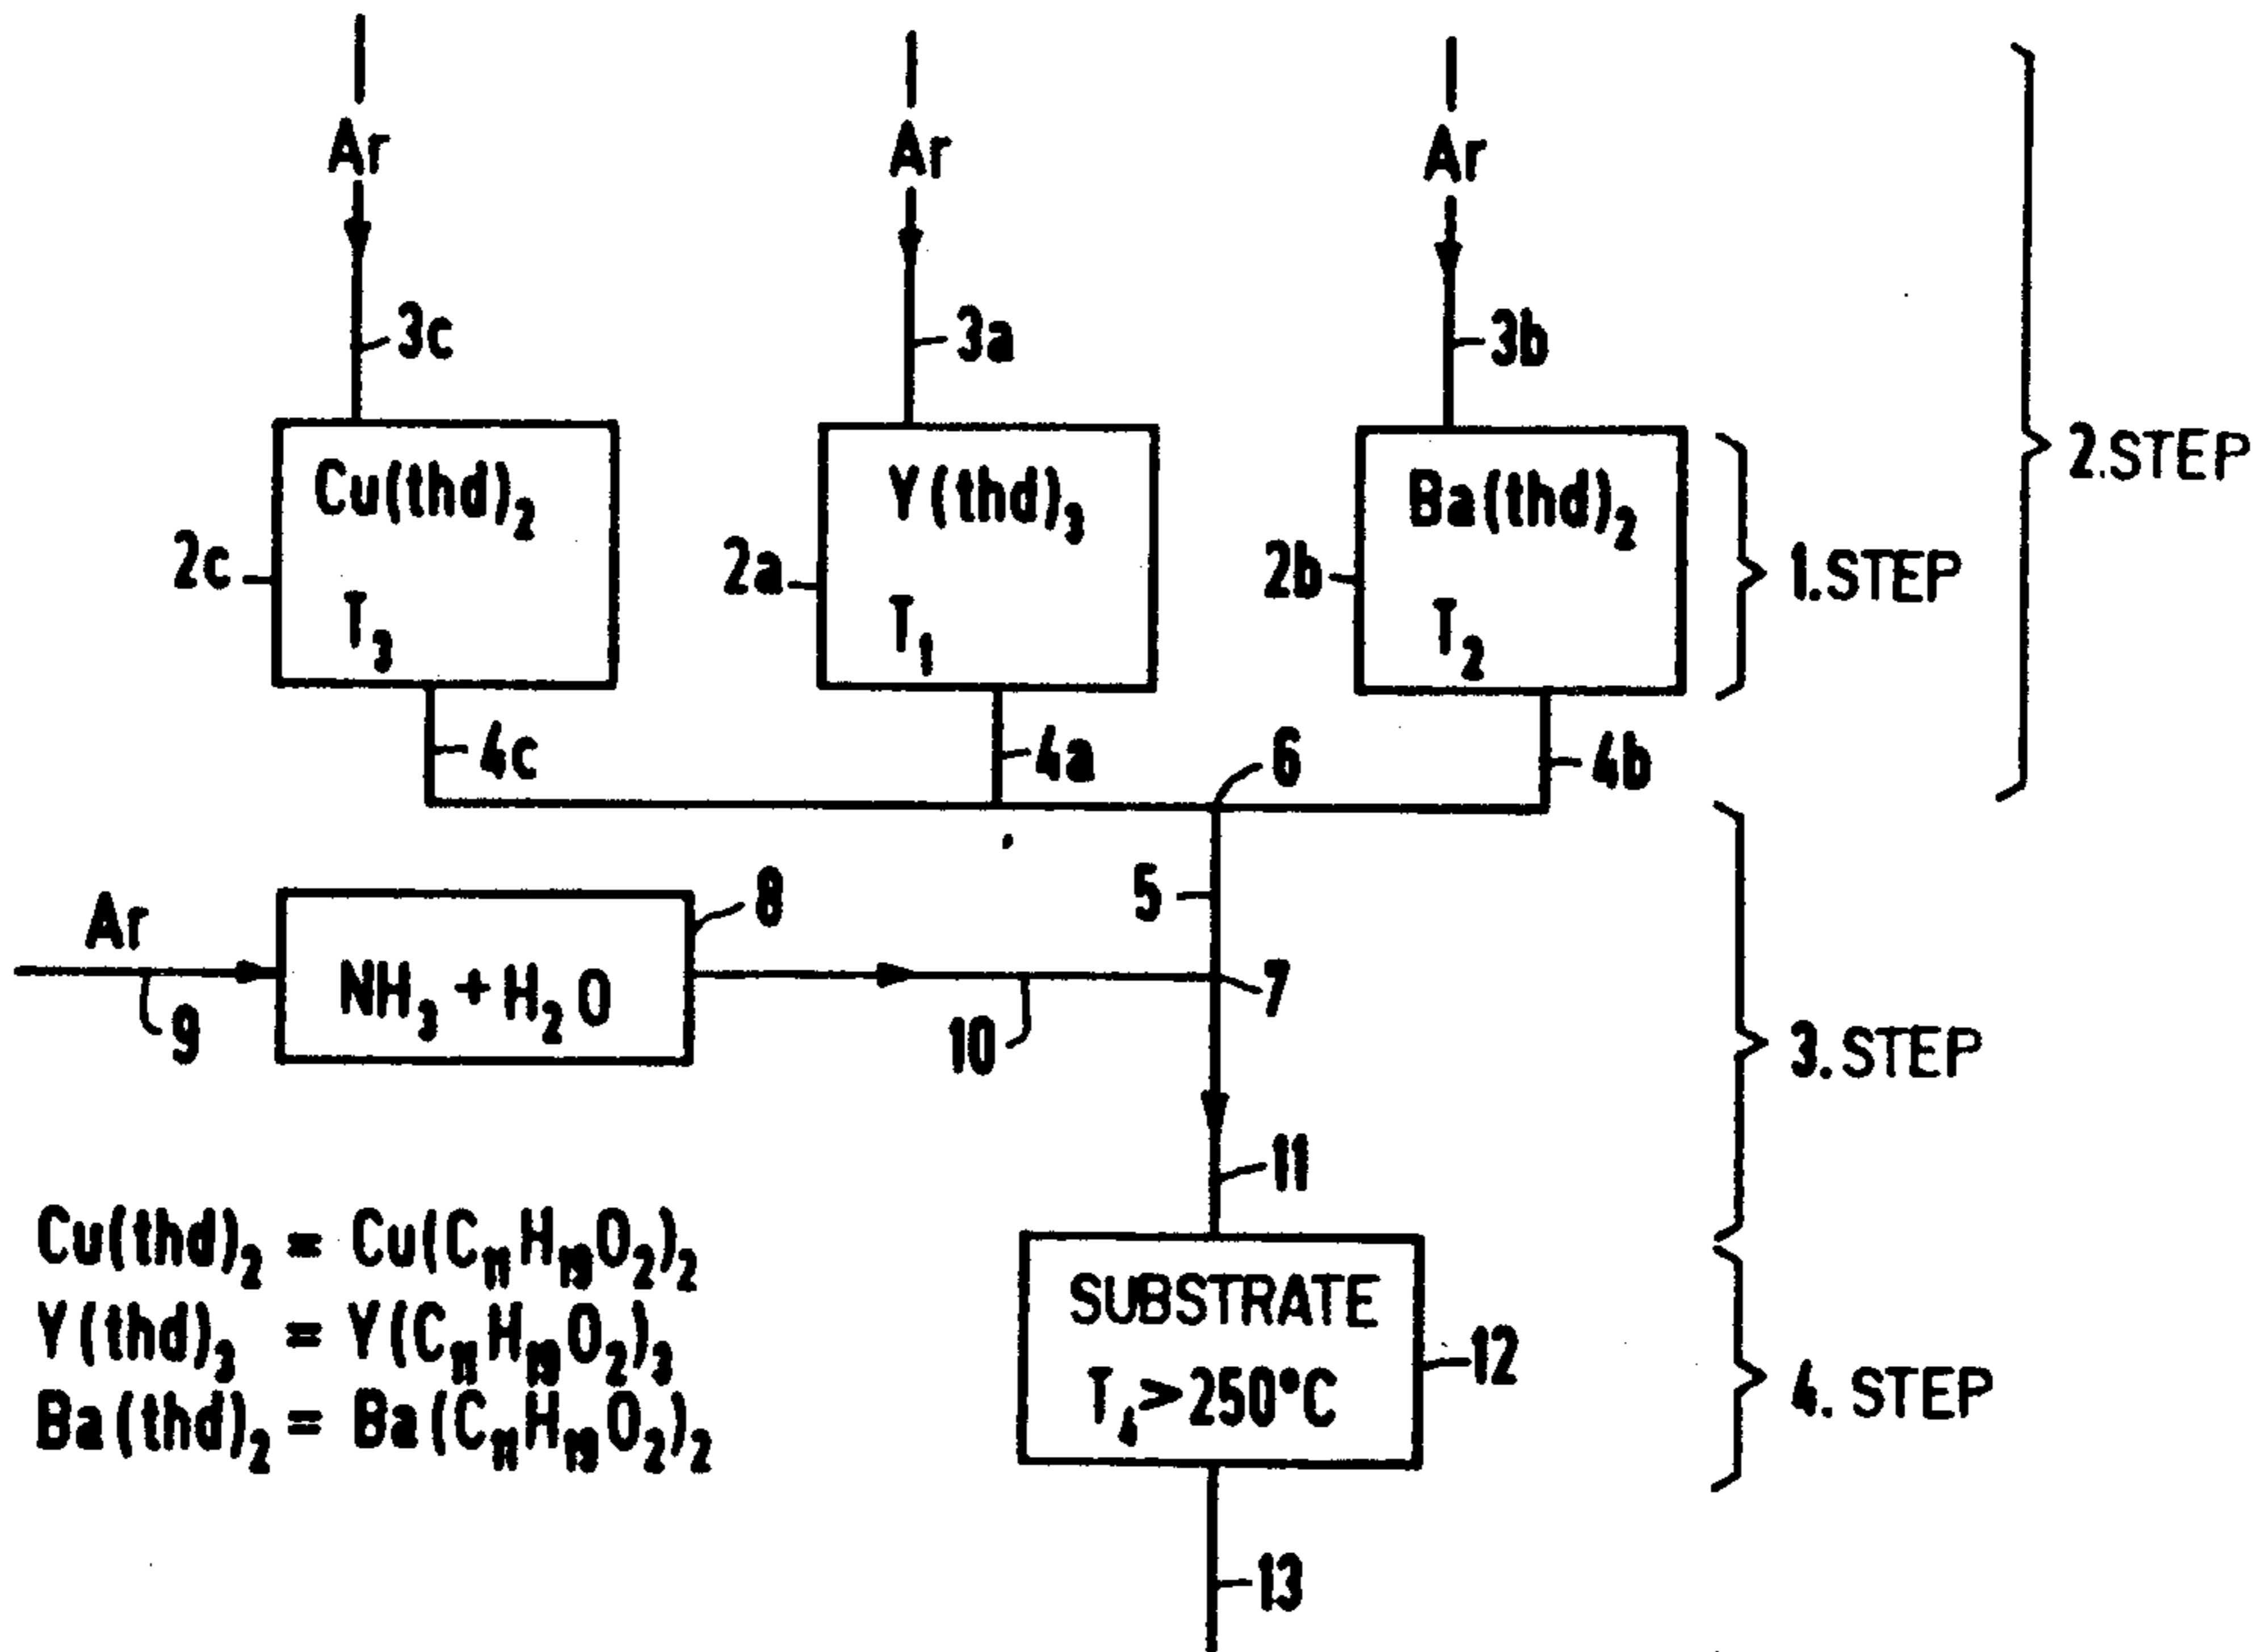 Ar Ar Ar
3c 3a 3b
Cu(thd)₂ Y(thd)₃ Ba(thd)₂
2.STEP
2c 2a 2b
1.STEP
T₃ T₁ T₂
4c 4a 6 4b
5
8
Ar
NH₃ + H₂O
9
10
7
3.STEP
11
Cu(thd)₂ = Cu(C₁₁H₁₉O₂)₂
Y(thd)₃ = Y(C₁₁H₁₉O₂)₃
Ba(thd)₂ = Ba(C₁₁H₁₉O₂)₂
SUBSTRATE
T₄>250°C
12
4. STEP
13